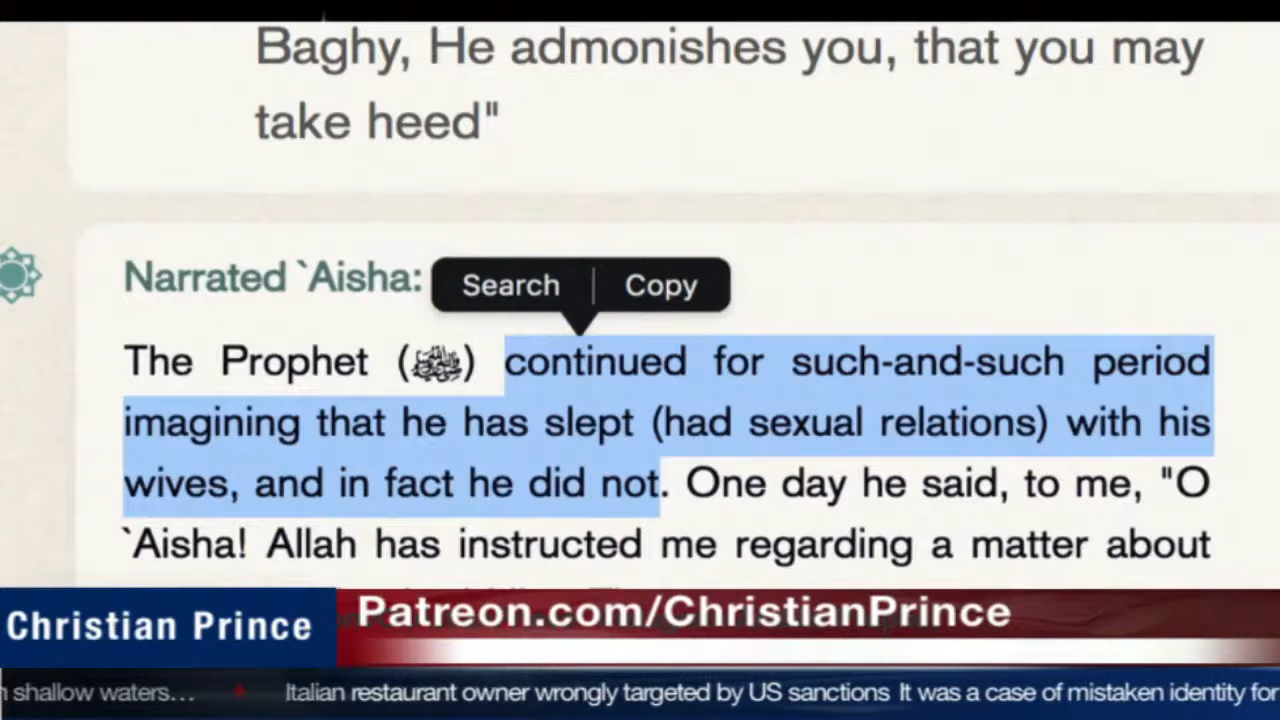 Baghy, He admonishes you, that you may
take heed"
Narrated `Aisha:
Search
Copy
The Prophet (ﷺ) continued for such-and-such period
imagining that he has slept (had sexual relations) with his
wives, and in fact he did not. One day he said, to me, "O
`Aisha! Allah has instructed me regarding a matter about
Christian Prince
Patreon.com/ChristianPrince
shallow waters... Italian restaurant owner wrongly targeted by US sanctions It was a case of mistaken identity for